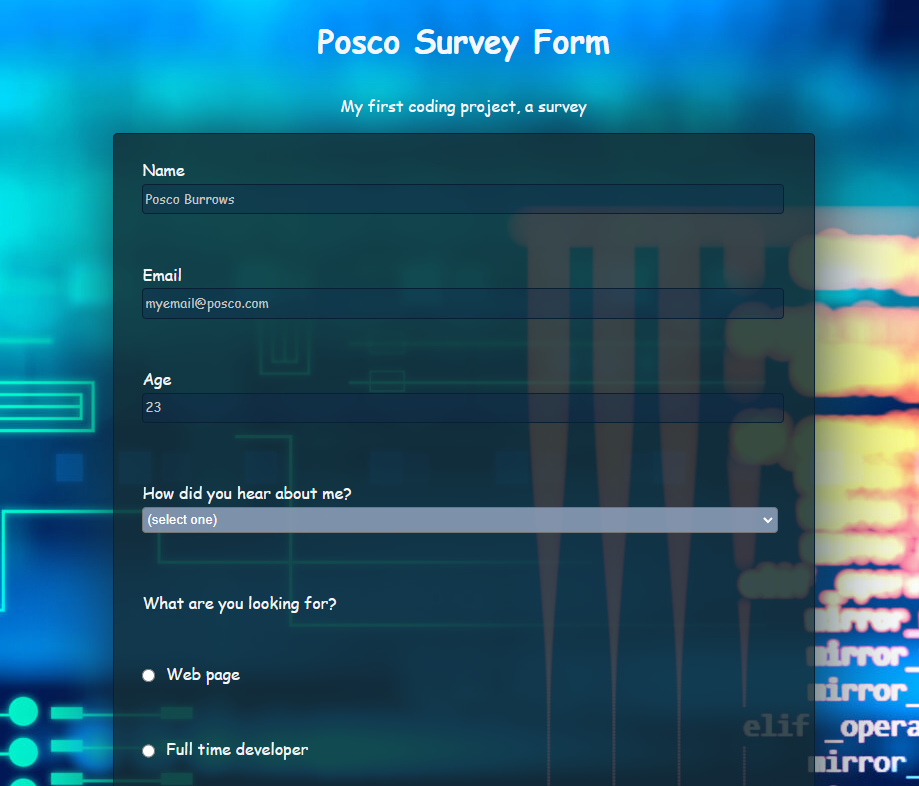 Posco Survey Form
My first coding project, a survey
Name
Posco Burrows
Email
myemail@posco.com
Age
23
How did you hear about me?
(select one)
What are you looking for?
mirror_
mirror_
Web page
mirror_
elif _opera
Full time developer
mirror_